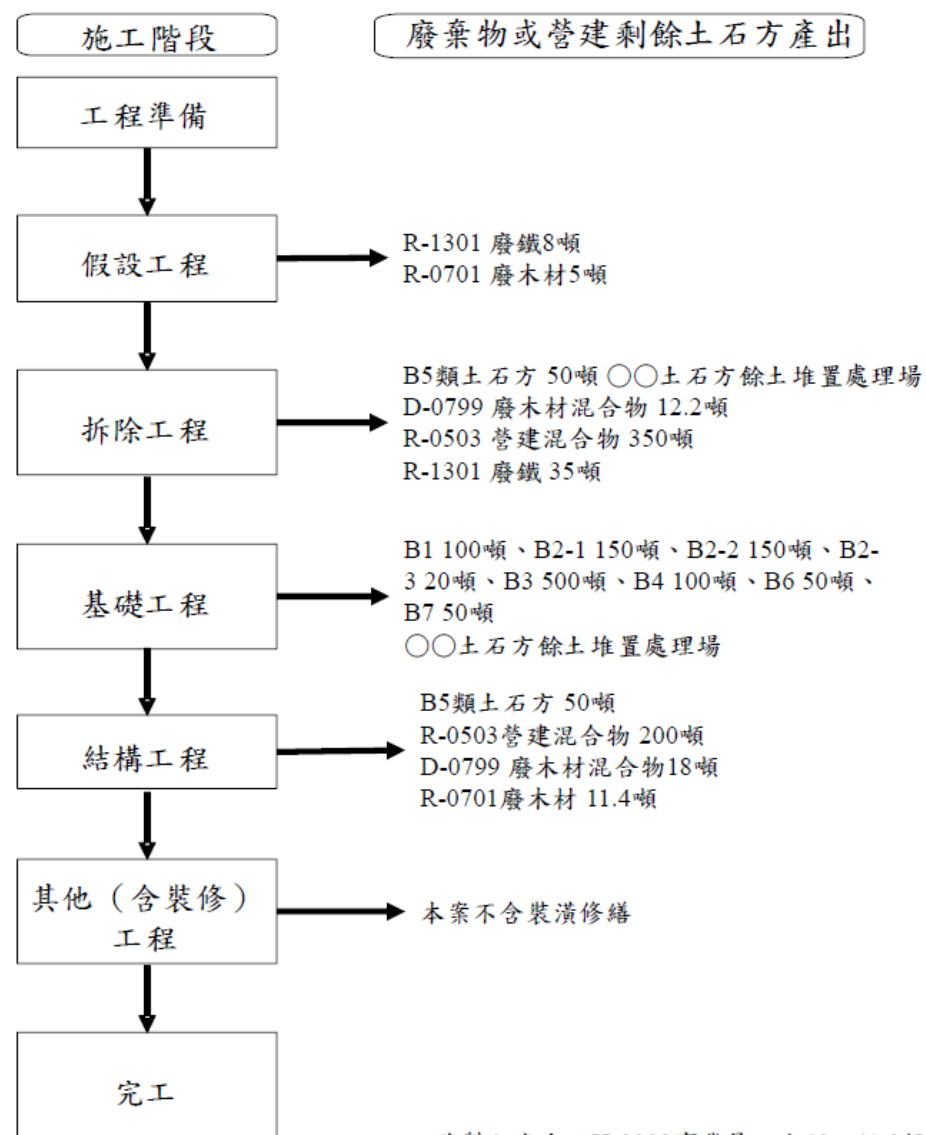 施工階段
廢棄物或營建剩餘土石方產出
工程準備
假設工程
R-1301 廢鐵8噸
R-0701 廢木材5噸
拆除工程
B5類土石方 50噸 ○○土石方餘土堆置處理場
D-0799 廢木材混合物 12.2噸
R-0503 營建混合物 350噸
R-1301 廢鐵 35噸
基礎工程
B1 100噸、B2-1 150噸、B2-2 150噸、B2-
3 20噸、B3 500噸、B4 100噸、B6 50噸、
B7 50噸
○○土石方餘土堆置處理場
結構工程
B5類土石方 50噸
R-0503營建混合物 200噸
D-0799 廢木材混合物18噸
R-0701廢木材 11.4噸
其他（含裝修）
工程
本案不含裝潢修繕
完工